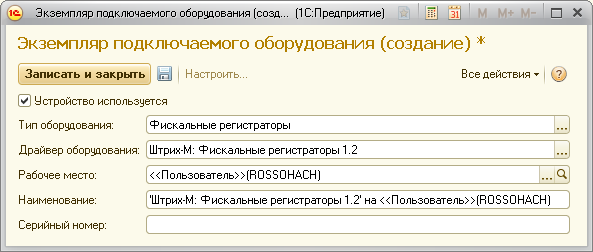 Экземпляр подключаемого оборудования (созд... (1С:Предприятие)
M M+ M-
Экземпляр подключаемого оборудования (создание) *
Записать и закрыть Настроить... Все действия
Устройство используется
Тип оборудования: Фискальные регистраторы
Драйвер оборудования: Штрих-М: Фискальные регистраторы 1.2
Рабочее место: <<Пользователь>>(ROSSOHACH)
Наименование: 'Штрих-М: Фискальные регистраторы 1.2' на <<Пользователь>>(ROSSOHACH)
Серийный номер: